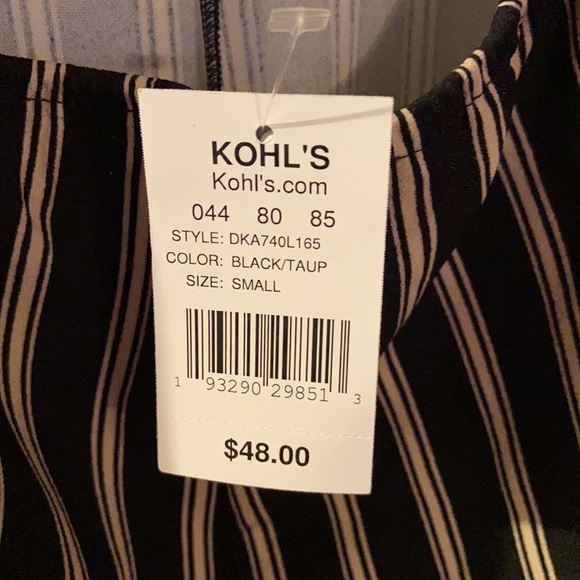 KOHL'S
Kohl's.com
044 80 85
STYLE: DKA740L165
COLOR: BLACK/TAUP
SIZE: SMALL
1 93290 29851 3
$48.00